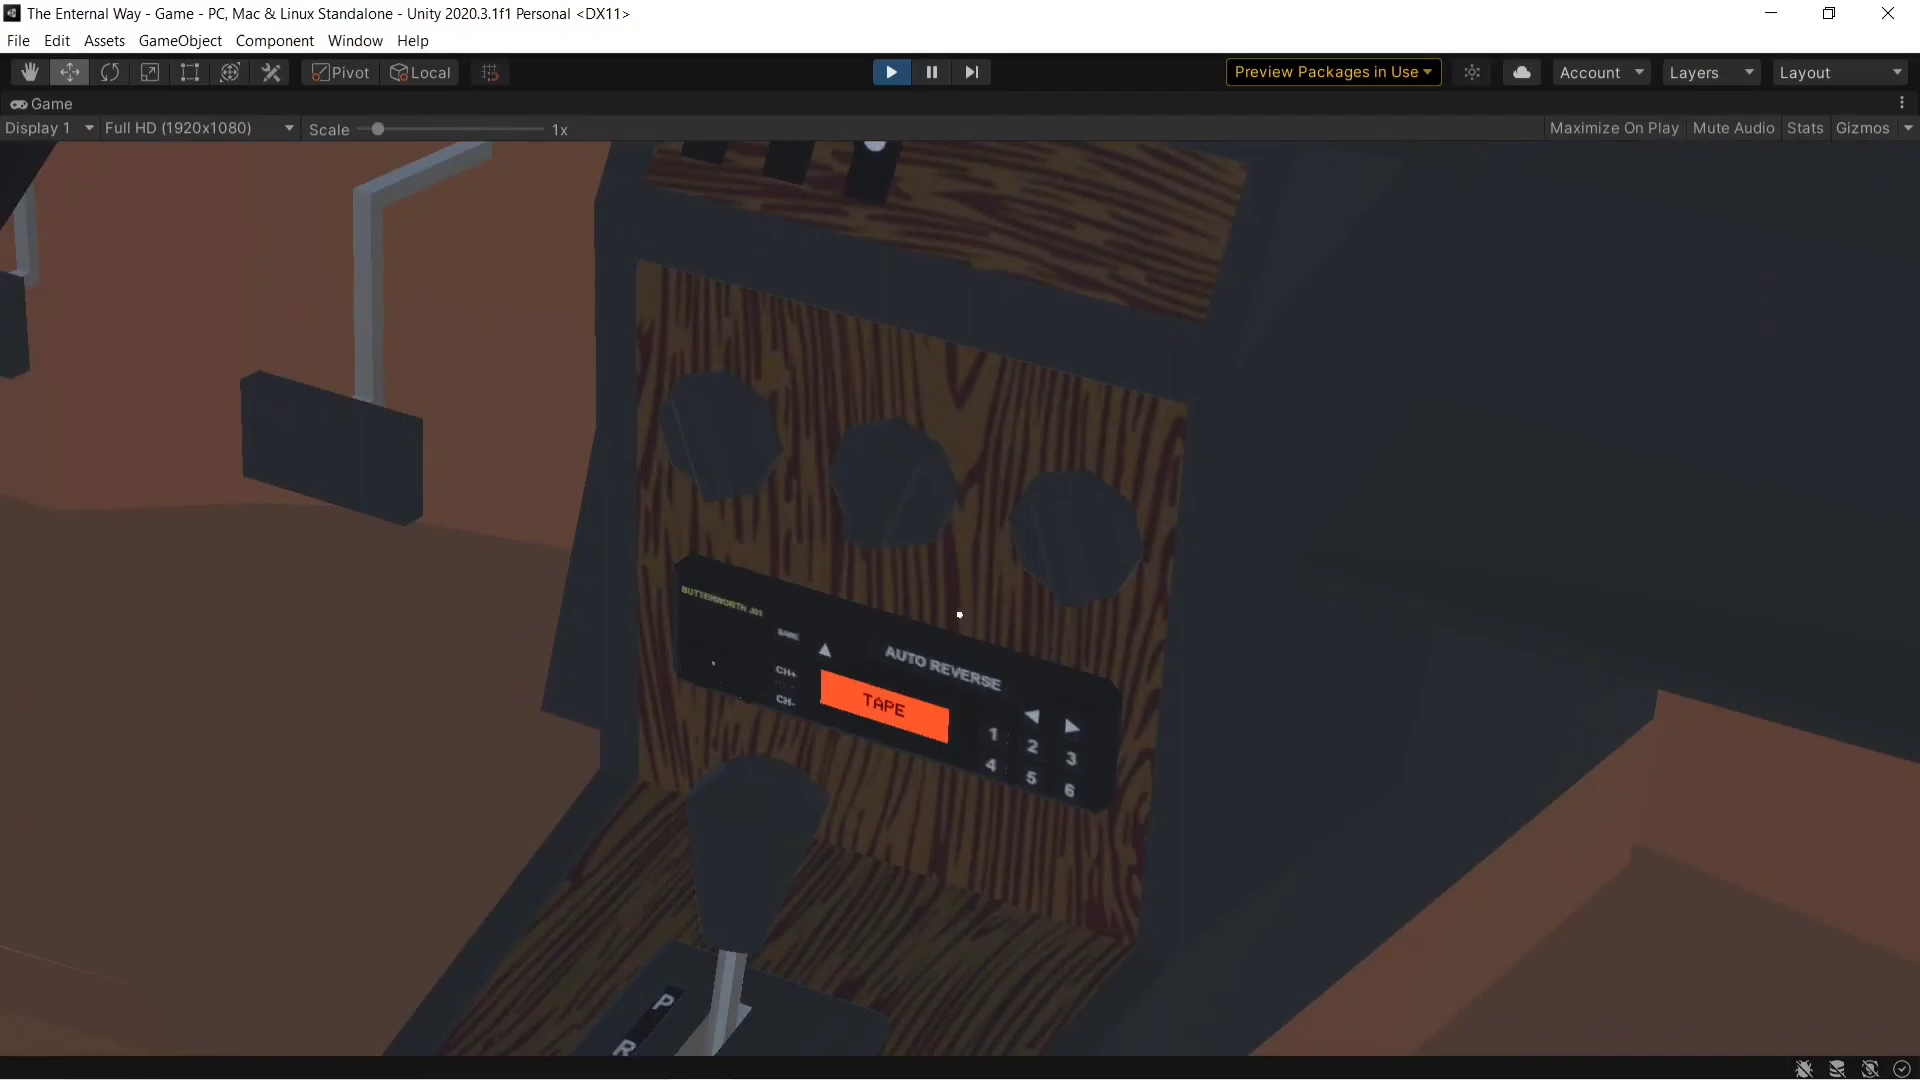 The Enternal Way - Game - PC, Mac & Linux Standalone - Unity 2020.3.1f1 Personal <DX11>
File Edit Assets GameObject Component Window Help
Pivot Local Preview Packages in Use Account Layers Layout
Game
Display 1 Full HD (1920x1080) Scale 1x Maximize On Play Mute Audio Stats Gizmos
AUTO REVERSE
CH+
CH-
TAPE
1 2 3
4 5 6
P
R